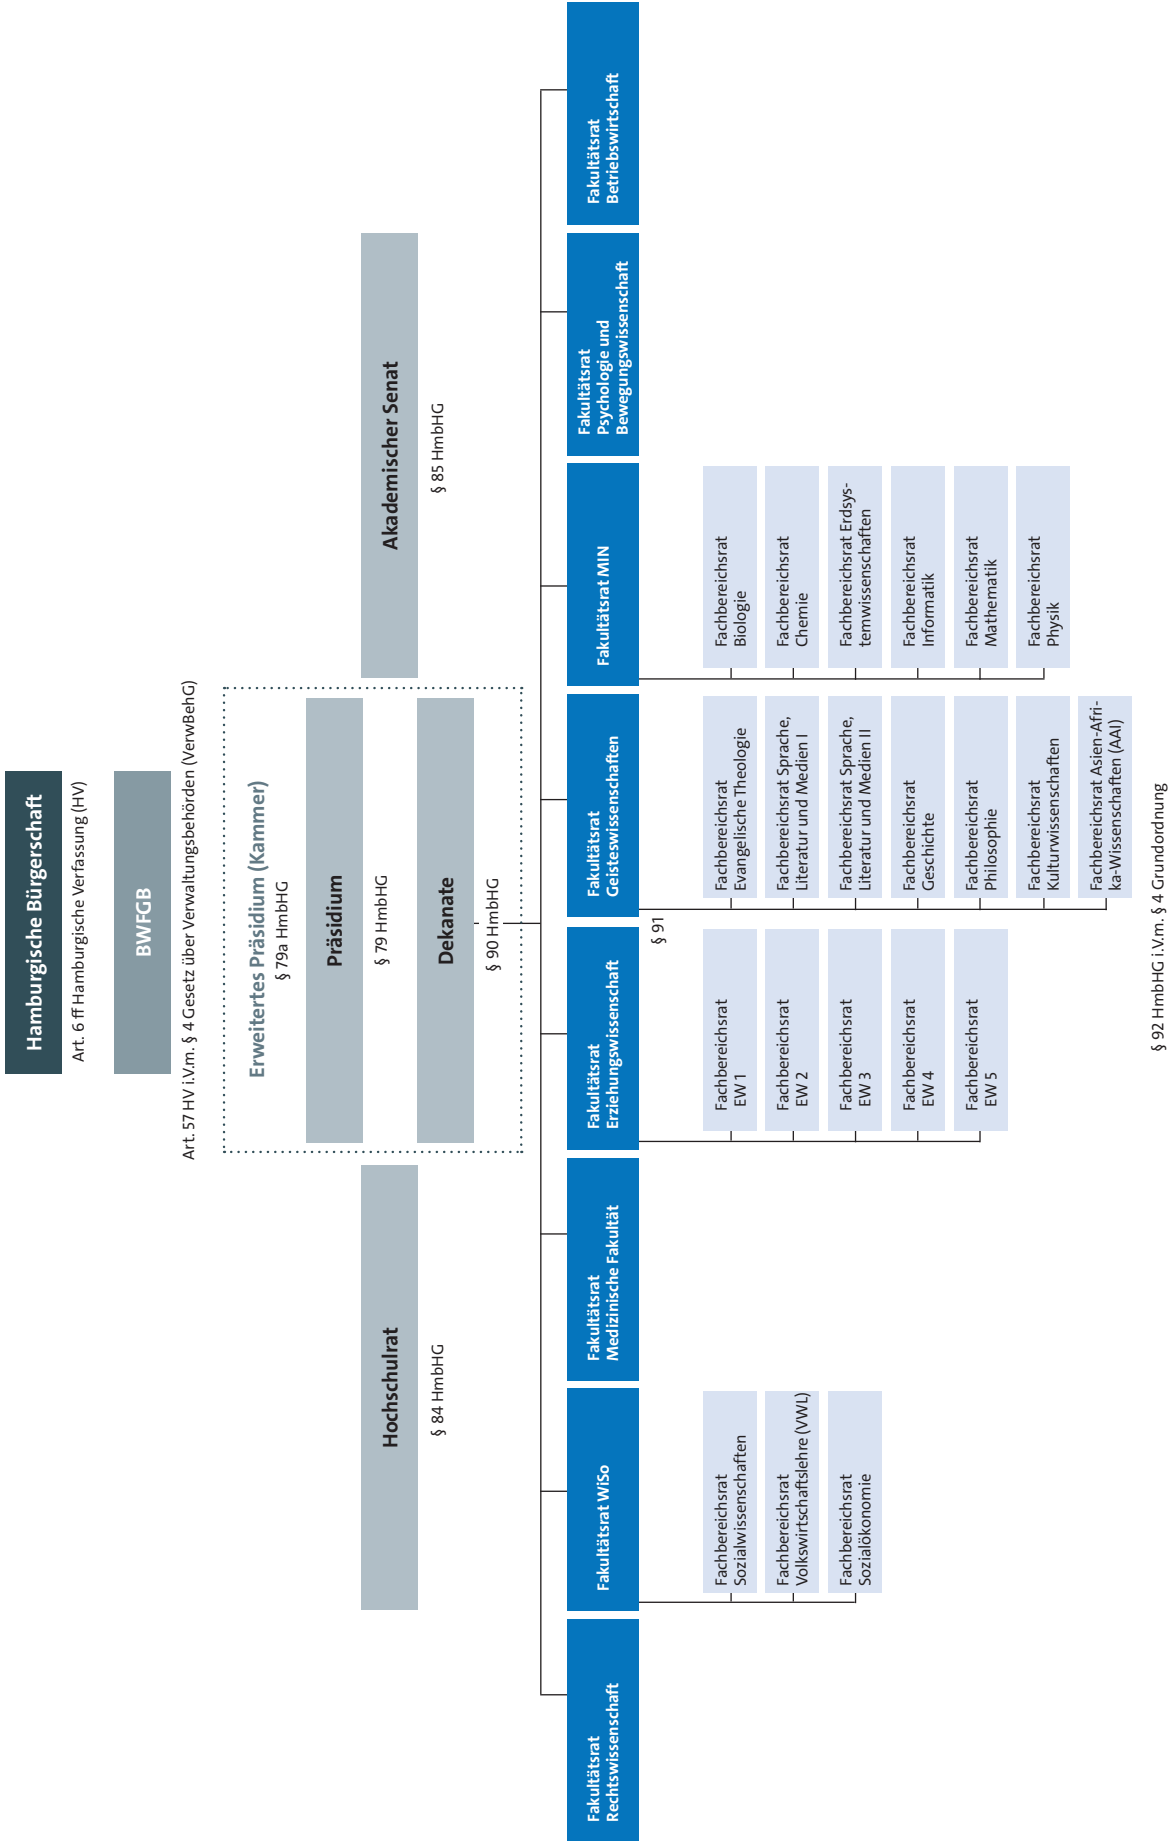 Hamburgische Bürgerschaft
Art. 6 ff Hamburgische Verfassung (HV)
BWFGB
Art. 57 HV i.V.m. § 4 Gesetz über Verwaltungsbehörden (VerwBehG)
Erweitertes Präsidium (Kammer)
§ 79a HmbHG
Präsidium
§ 79 HmbHG
Dekanate
§ 90 HmbHG
Hochschulrat
§ 84 HmbHG
Akademischer Senat
§ 85 HmbHG
Fakultätsrat
Rechtswissenschaft
Fakultätsrat WiSo
Fachbereichsrat
Sozialwissenschaften
Fachbereichsrat
Volkswirtschaftslehre (VWL)
Fachbereichsrat
Sozialökonomie
Fakultätsrat
Medizinische Fakultät
Fakultätsrat
Erziehungswissenschaft
Fachbereichsrat
EW 1
Fachbereichsrat
EW 2
Fachbereichsrat
EW 3
Fachbereichsrat
EW 4
Fachbereichsrat
EW 5
§ 91
Fakultätsrat
Geisteswissenschaften
Fachbereichsrat
Evangelische Theologie
Fachbereichsrat Sprache,
Literatur und Medien I
Fachbereichsrat Sprache,
Literatur und Medien II
Fachbereichsrat
Geschichte
Fachbereichsrat
Philosophie
Fachbereichsrat
Kulturwissenschaften
Fachbereichsrat Asien-Afri-
ka-Wissenschaften (AAI)
Fakultätsrat MIN
Fachbereichsrat
Biologie
Fachbereichsrat
Chemie
Fachbereichsrat Erdsys-
temwissenschaften
Fachbereichsrat
Informatik
Fachbereichsrat
Mathematik
Fachbereichsrat
Physik
Fakultätsrat
Psychologie und
Bewegungswissenschaft
Fakultätsrat
Betriebswirtschaft
§ 92 HmbHG i.V.m. § 4 Grundordnung